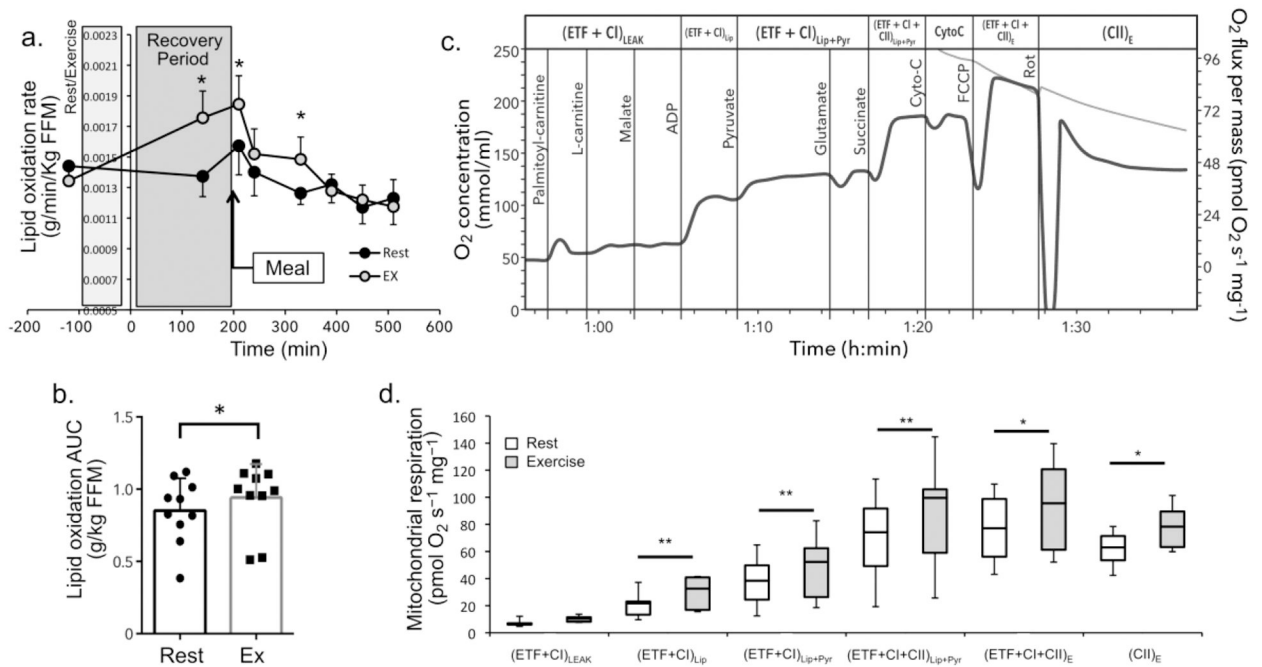 a.
Lipid oxidation rate
(g/min/Kg FFM)
Rest/Exercise
Recovery
Period
0.0023
0.0021
0.0019
0.0017
0.0015
0.0013
0.0011
0.0009
0.0007
0.0005
*
*
*
Meal
Rest
EX
-200 -100 0 100 200 300 400 500 600
Time (min)
b.
Lipid oxidation AUC
(g/kg FFM)
1.5
1.0
0.5
0
*
Rest Ex
c.
O2 concentration
(mmol/ml)
(ETF + CI)LEAK (ETF + CI)Lip (ETF + CI)Lip+Pyr (ETF + CI + CII)Lip+Pyr CytoC (ETF + CI + CII)E (CII)E
250
200
150
100
50
0
Palmitoyl-carnitine
L-carnitine
Malate
ADP
Pyruvate
Glutamate
Succinate
Cyto-C
FCCP
Rot
96
72
48
24
0
O2 flux per mass (pmol O2 s-1 mg-1)
1:00 1:10 1:20 1:30
Time (h:min)
d.
Mitochondrial respiration
(pmol O2 s−1 mg−1)
160
140
120
100
80
60
40
20
0
Rest
Exercise
**
**
**
*
*
(ETF+CI)LEAK (ETF+CI)Lip (ETF+CI)Lip+Pyr (ETF+CI+CII)Lip+Pyr (ETF+CI+CII)E (CII)E